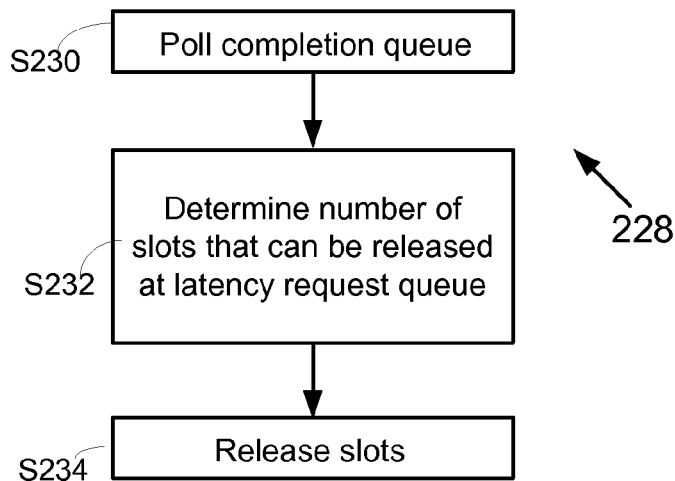 Poll completion queue
S230
Determine number of
slots that can be released
at latency request queue
S232
228
Release slots
S234